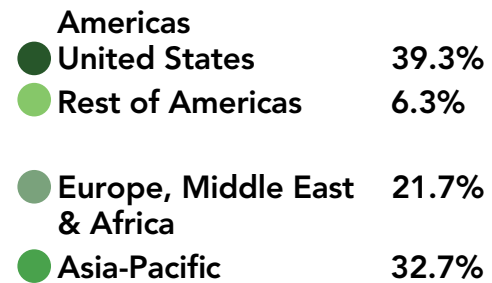 Americas
United States 39.3%
Rest of Americas 6.3%
Europe, Middle East 21.7%
& Africa
Asia-Pacific 32.7%